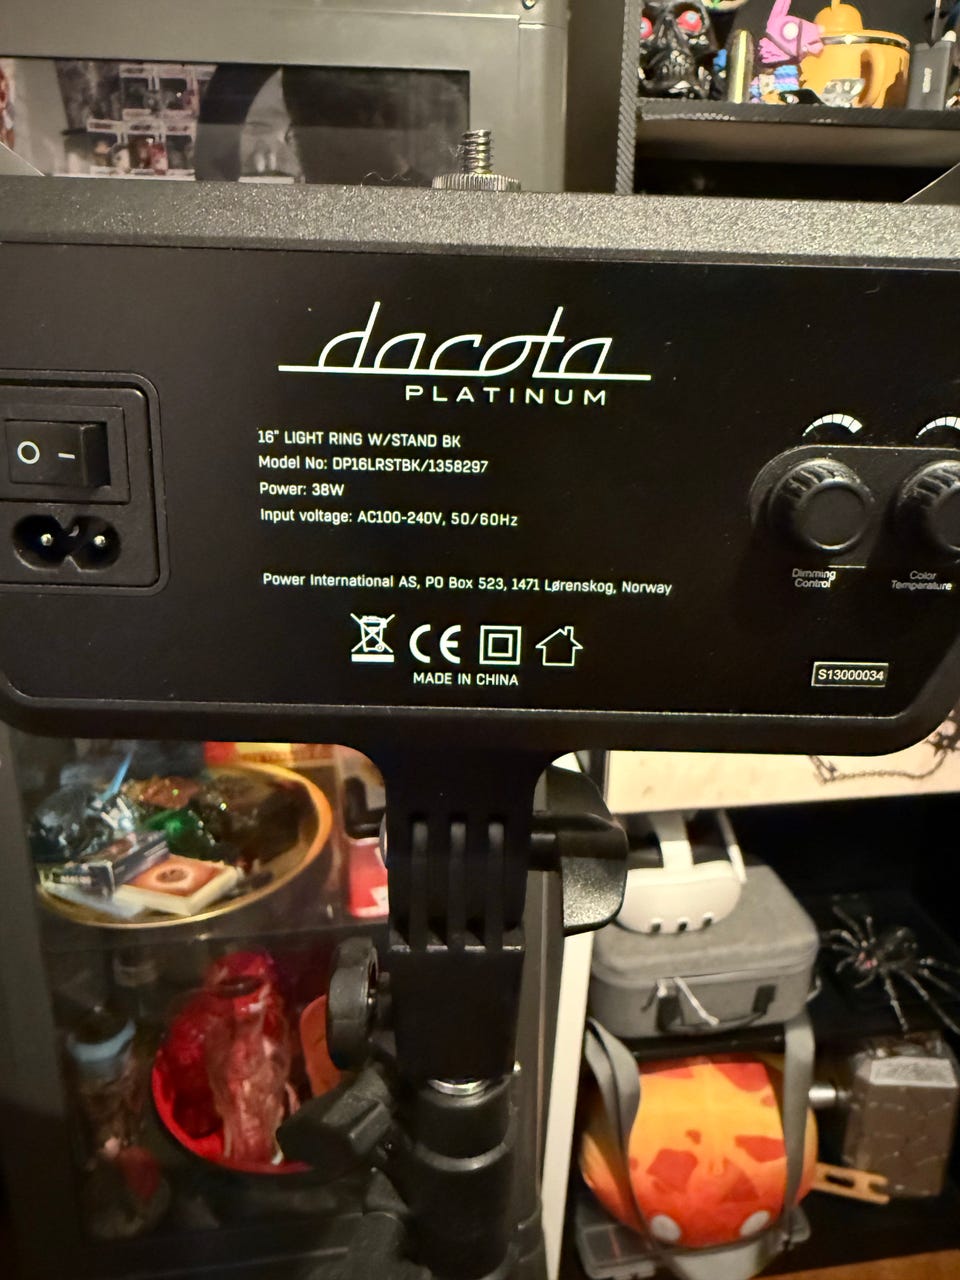 dacota
PLATINUM
16" LIGHT RING W/STAND BK
Model No: DP16LRSTBK/1358297
Power: 38W
Input voltage: AC100-240V, 50/60Hz
Power International AS, PO Box 523, 1471 Lørenskog, Norway
CE
MADE IN CHINA
Dimming
Control
Color
Temperature
S13000034